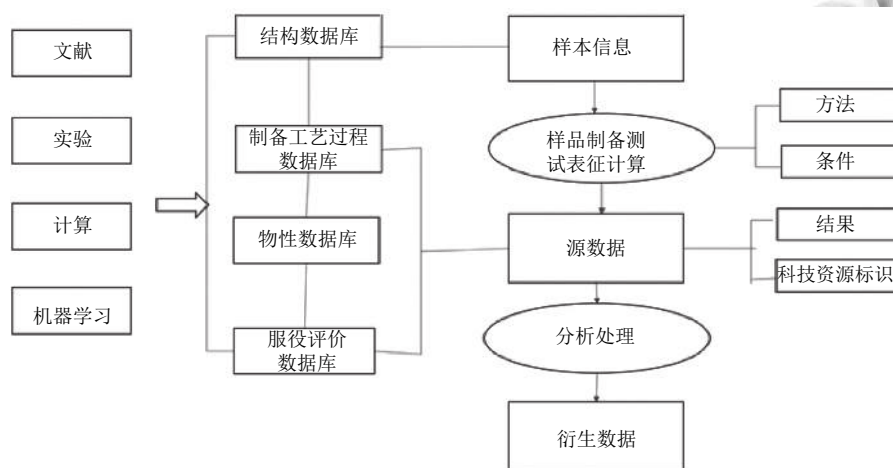 文献
实验
计算
机器学习
结构数据库
制备工艺过程
数据库
物性数据库
服役评价
数据库
样本信息
样品制备测
试表征计算
源数据
分析处理
衍生数据
方法
条件
结果
科技资源标识